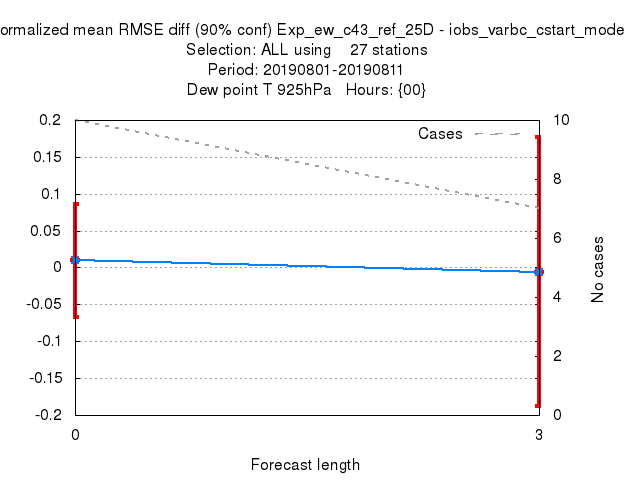 ormalized mean RMSE diff (90% conf) Exp_ew_c43_ref_25D - iobs_varbc_cstart_mode
Selection: ALL using 27 stations
Period: 20190801-20190811
Dew point T 925hPa Hours: {00}
Cases
0.2
0.15
0.1
0.05
0
-0.05
-0.1
-0.15
-0.2
10
8
6
4
2
0
No cases
0
3
Forecast length